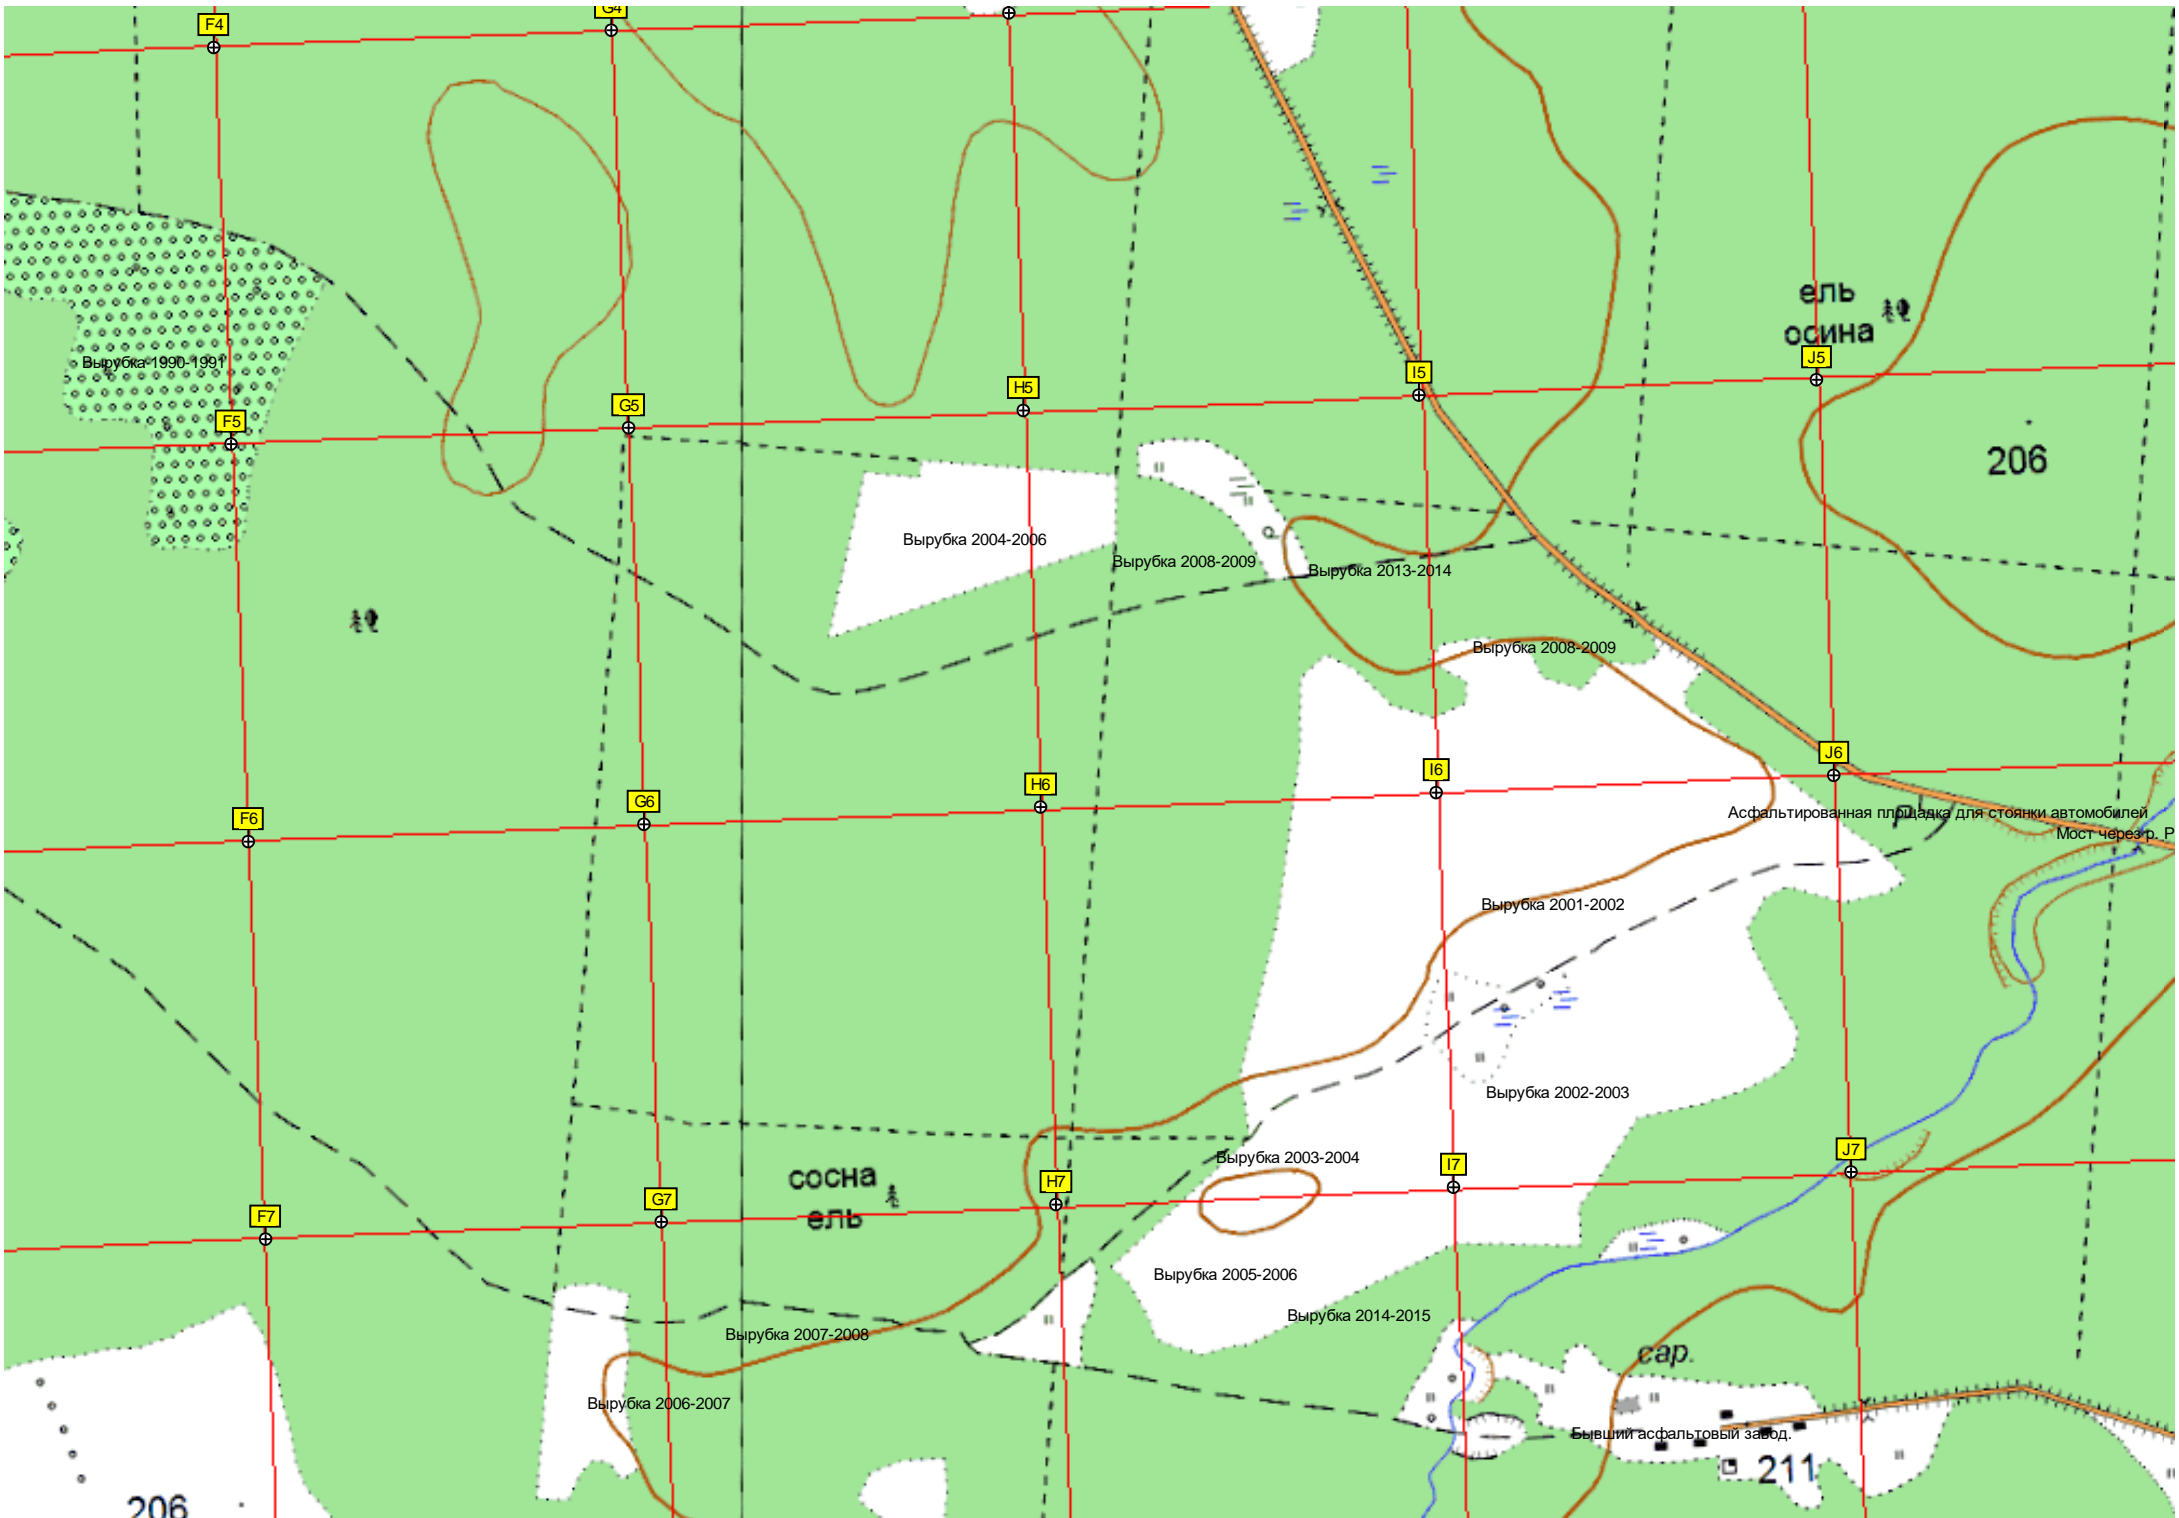 F4
G4
ель
осина
Вырубка 1990-1991
F5
G5
H5
I5
J5
206
Вырубка 2004-2006
Вырубка 2008-2009
Вырубка 2013-2014
Вырубка 2008-2009
F6
G6
H6
I6
J6
Асфальтированная площадка для стоянки автомобилей
Мост через р. Р
Вырубка 2001-2002
Вырубка 2002-2003
Вырубка 2003-2004
сосна
ель
F7
G7
H7
I7
J7
Вырубка 2005-2006
Вырубка 2014-2015
Вырубка 2007-2008
сар.
Вырубка 2006-2007
Бывший асфальтовый завод.
211
206